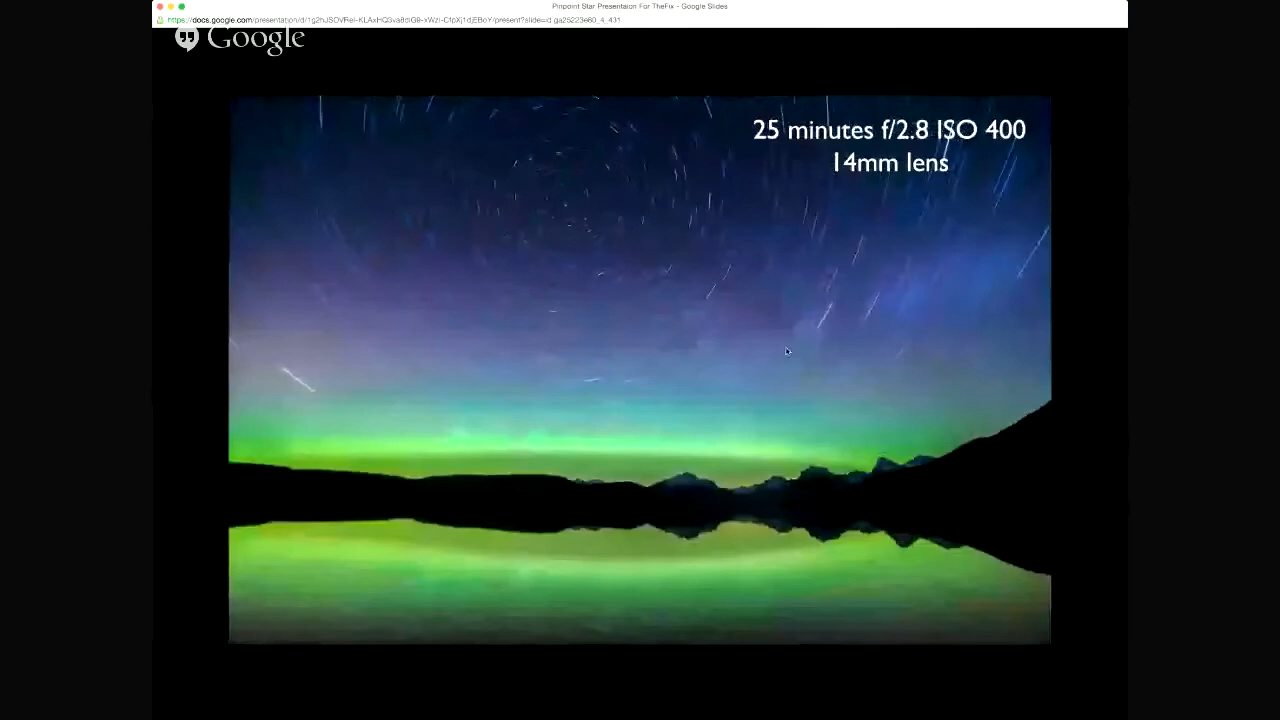 Pinpoint Star Presentaion For TheFix - Google Slides
Google
25 minutes f/2.8 ISO 400
14mm lens